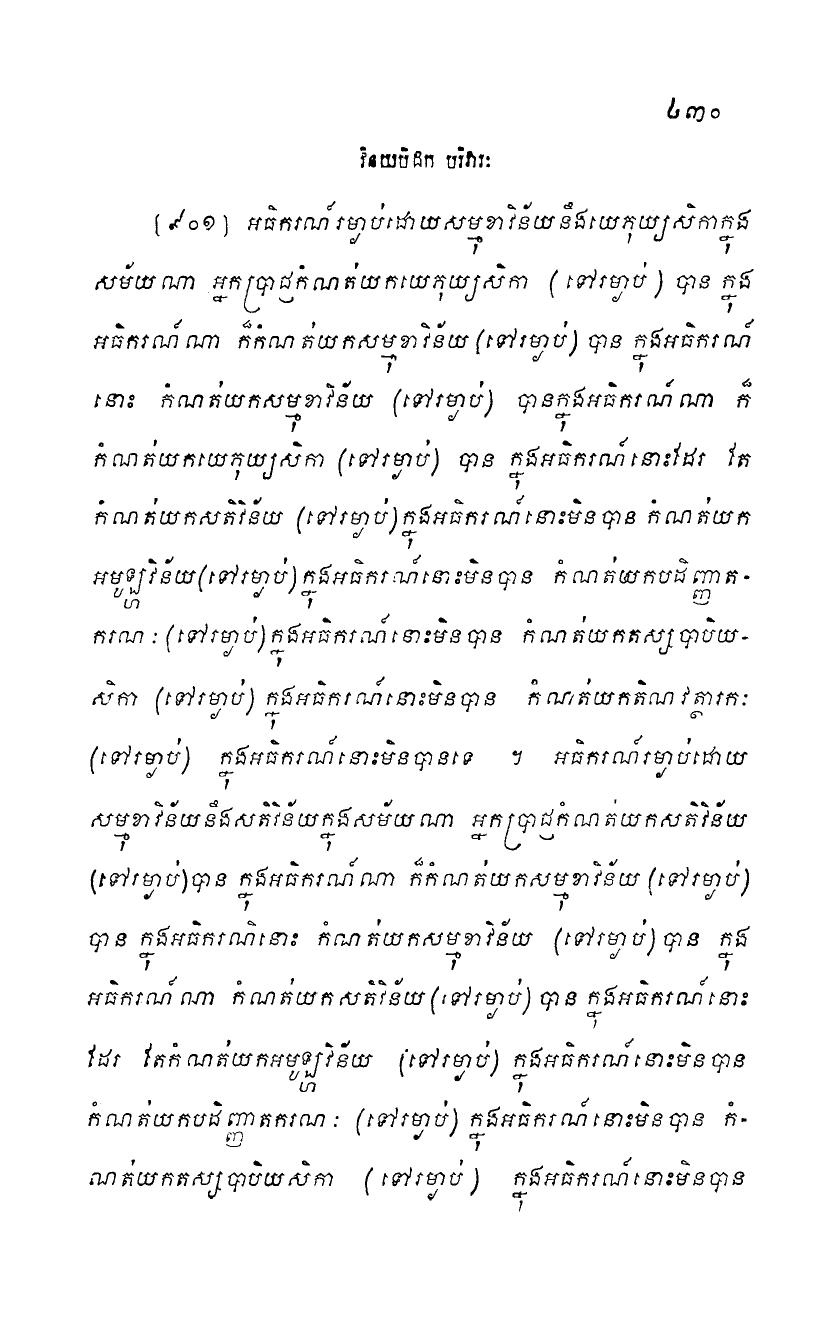 ៤៣០
វិនយបិដក បរិវារៈ
[៩០១] អធិករណ៍រម្ងាប់ដោយសម្មុខាវិន័យនឹងយេភុយ្យសិកាក្នុង
សម័យណា អ្នកប្រាជ្ញកំណត់យកយេភុយ្យសិកា (ទៅរម្ងាប់) បាន ក្នុង
អធិករណ៍ណា ក៏កំណត់យកសម្មុខាវិន័យ (ទៅរម្ងាប់) បាន ក្នុងអធិករណ៍
នោះ កំណត់យកសម្មុខាវិន័យ (ទៅរម្ងាប់) បានក្នុងអធិករណ៍ណា ក៏
កំណត់យកយេភុយ្យសិកា (ទៅរម្ងាប់) បាន ក្នុងអធិករណ៍នោះដែរ តែ
កំណត់យកសតិវិន័យ (ទៅរម្ងាប់)ក្នុងអធិករណ៍នោះមិនបាន កំណត់យក
អមូឡ្ហវិន័យ(ទៅរម្ងាប់)ក្នុងអធិករណ៍នោះមិនបាន កំណត់យកបដិញ្ញាត-
ករណៈ (ទៅរម្ងាប់)ក្នុងអធិករណ៍នោះមិនបាន កំណត់យកតស្សបាបិយ-
សិកា (ទៅរម្ងាប់) ក្នុងអធិករណ៍នោះមិនបាន កំណត់យកតិណវត្ថារកៈ
(ទៅរម្ងាប់) ក្នុងអធិករណ៍នោះមិនបានទេ ។ អធិករណ៍រម្ងាប់ដោយ
សម្មុខាវិន័យនឹងសតិវិន័យក្នុងសម័យណា អ្នកប្រាជ្ញកំណត់យកសតិវិន័យ
(ទៅរម្ងាប់)បាន ក្នុងអធិករណ៍ណា ក៏កំណត់យកសម្មុខាវិន័យ (ទៅរម្ងាប់)
បាន ក្នុងអធិករណិនោះ កំណត់យកសម្មុខាវិន័យ (ទៅរម្ងាប់) បាន ក្នុង
អធិករណ៍ណា កំណត់យកសតិវិន័យ(ទៅរម្ងាប់) បាន ក្នុងអធិករណ៍នោះ
ដែរ តែកំណត់យកអមូឡ្ហវិន័យ (ទៅរម្ងាប់) ក្នុងអធិករណ៍នោះមិនបាន
កំណត់យកបដិញ្ញាតករណៈ (ទៅរម្ងាប់) ក្នុងអធិករណ៍នោះមិនបាន កំ-
ណត់យកតស្សបាបិយសិកា (ទៅរម្ងាប់) ក្នុងអធិករណ៍នោះមិនបាន